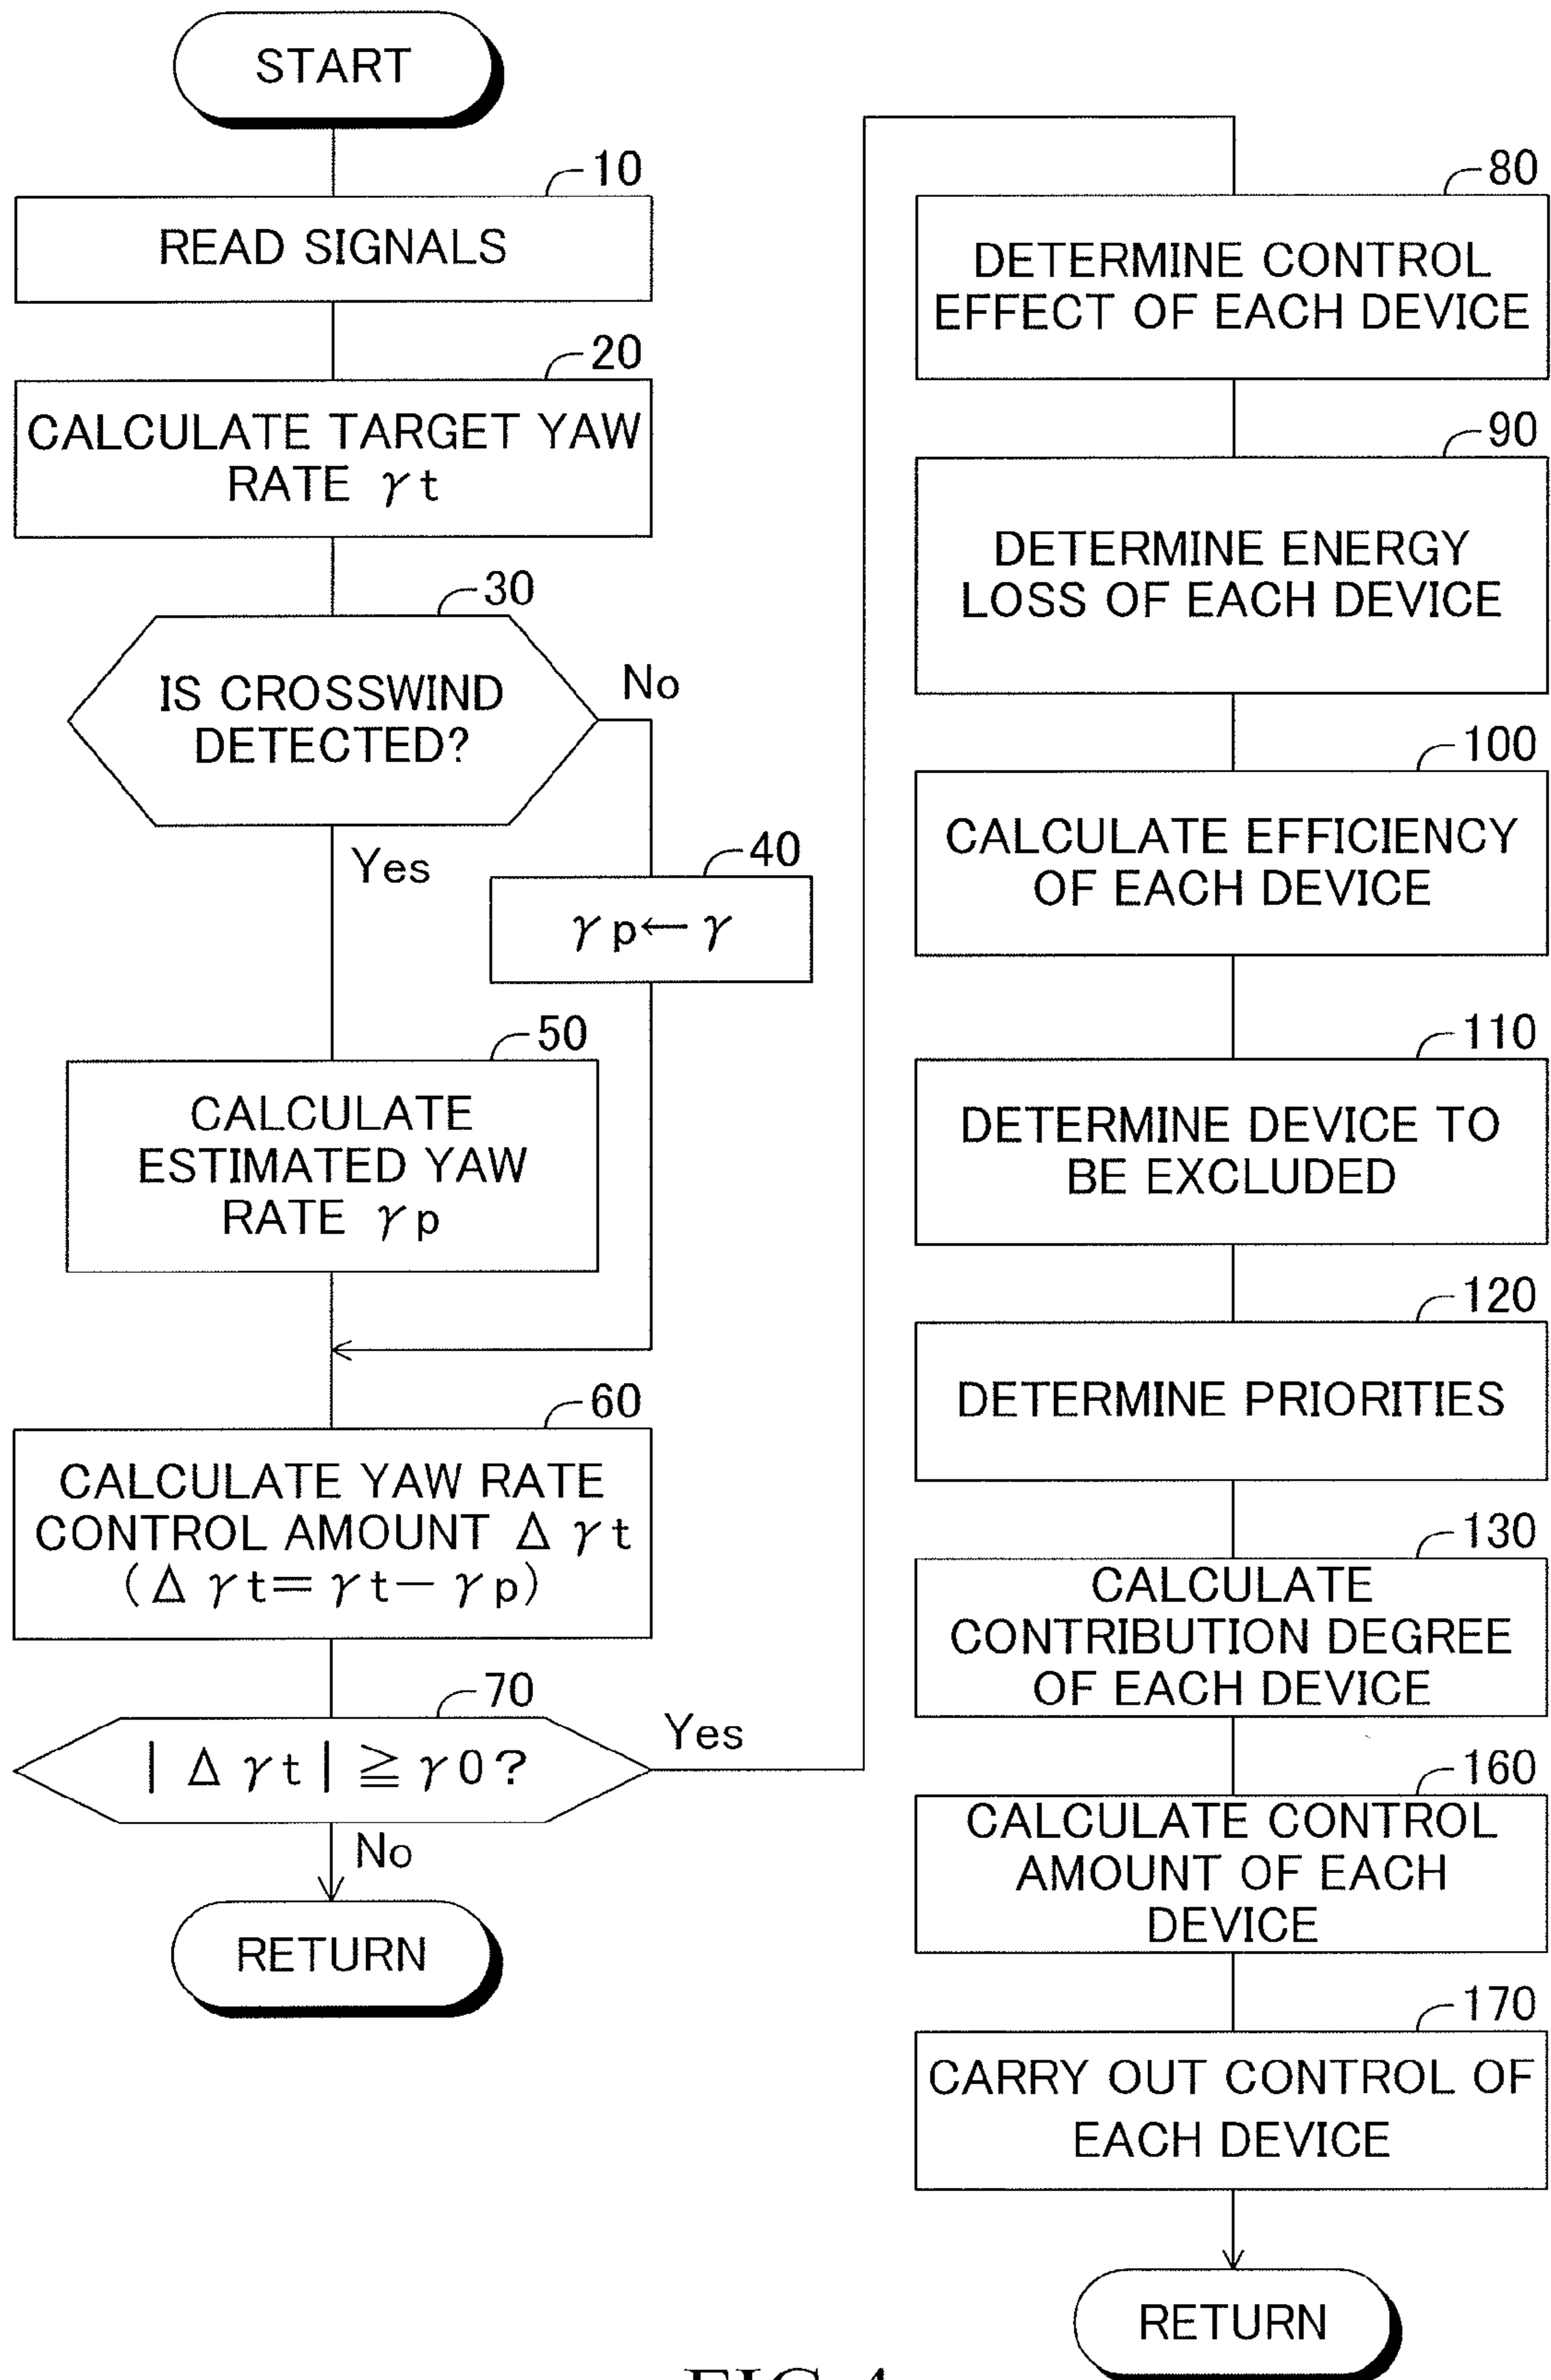 START
10
READ SIGNALS
20
CALCULATE TARGET YAW
RATE γt
30
IS CROSSWIND
DETECTED?
No
Yes
40
γp←γ
50
CALCULATE
ESTIMATED YAW
RATE γp
60
CALCULATE YAW RATE
CONTROL AMOUNT Δγt
(Δγt=γt−γp)
70
|Δγt|≧γ0?
Yes
No
RETURN
80
DETERMINE CONTROL
EFFECT OF EACH DEVICE
90
DETERMINE ENERGY
LOSS OF EACH DEVICE
100
CALCULATE EFFICIENCY
OF EACH DEVICE
110
DETERMINE DEVICE TO
BE EXCLUDED
120
DETERMINE PRIORITIES
130
CALCULATE
CONTRIBUTION DEGREE
OF EACH DEVICE
160
CALCULATE CONTROL
AMOUNT OF EACH
DEVICE
170
CARRY OUT CONTROL OF
EACH DEVICE
RETURN